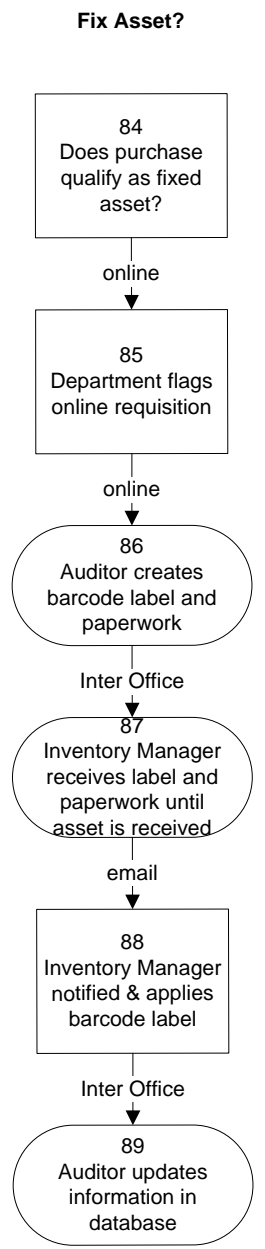 Fix Asset?
84
Does purchase
qualify as fixed
asset?
online
85
Department flags
online requisition
online
86
Auditor creates
barcode label and
paperwork
Inter Office
87
Inventory Manager
receives label and
paperwork until
asset is received
email
88
Inventory Manager
notified & applies
barcode label
Inter Office
89
Auditor updates
information in
database